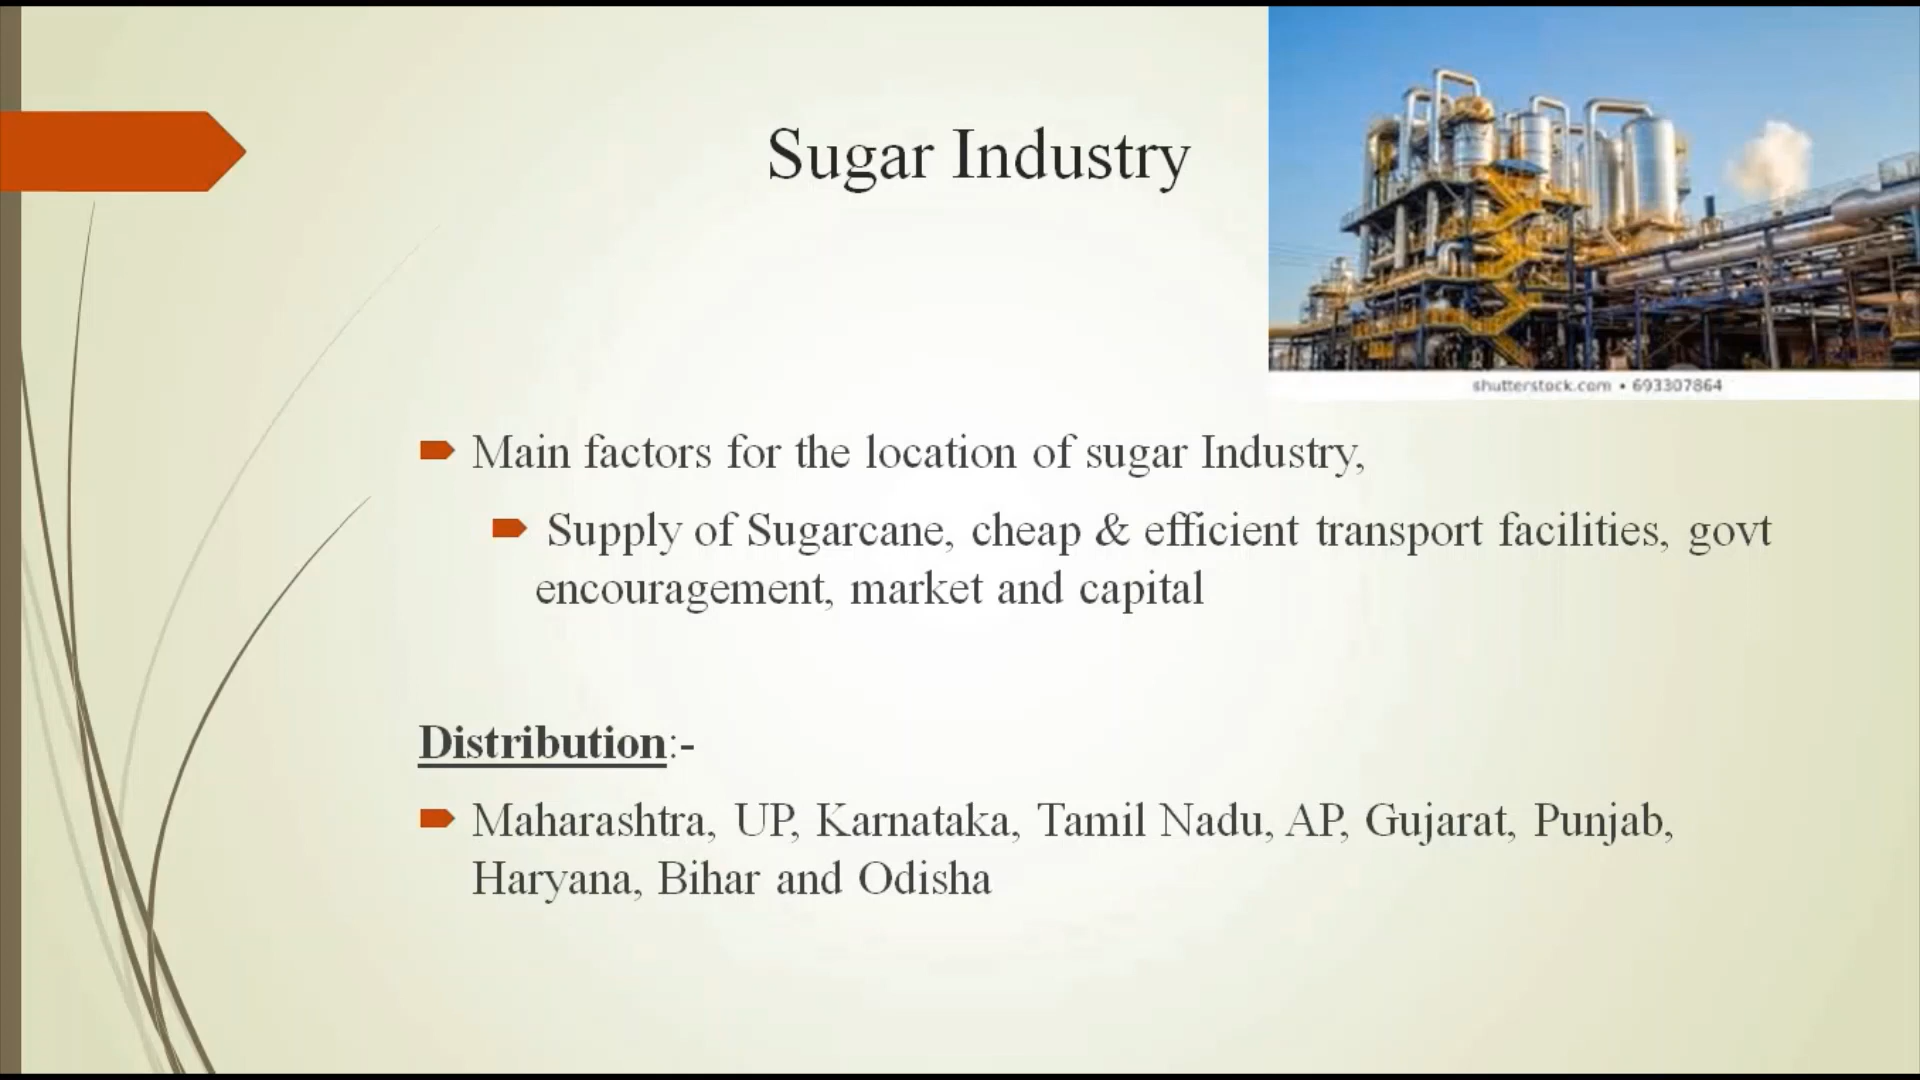 Sugar Industry
shutterstock.com • 693307864
Main factors for the location of sugar Industry,
Supply of Sugarcane, cheap & efficient transport facilities, govt
encouragement, market and capital
Distribution:-
Maharashtra, UP, Karnataka, Tamil Nadu, AP, Gujarat, Punjab,
Haryana, Bihar and Odisha